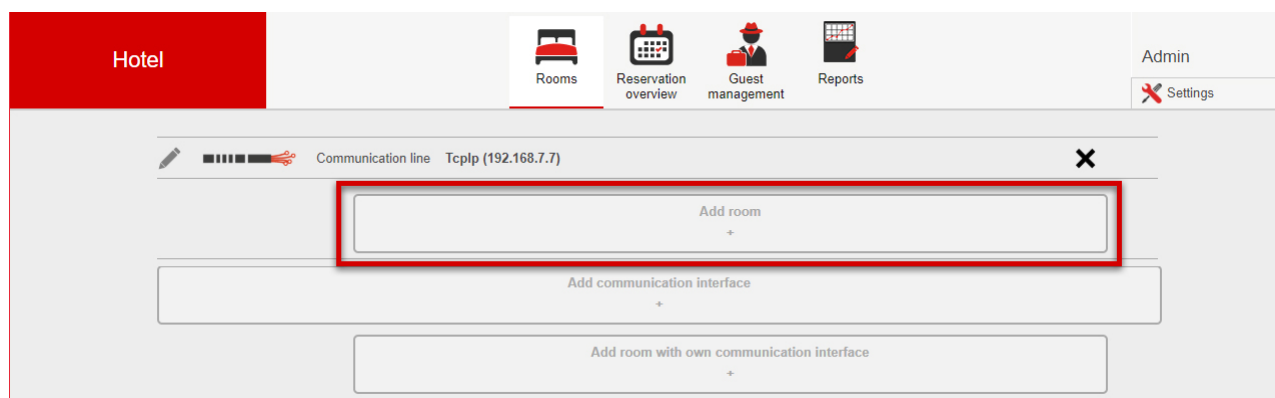 Hotel
Rooms
Reservation
overview
Guest
management
Reports
Admin
Settings
Communication line TcpIp (192.168.7.7)
Add room
+
Add communication interface
+
Add room with own communication interface
+